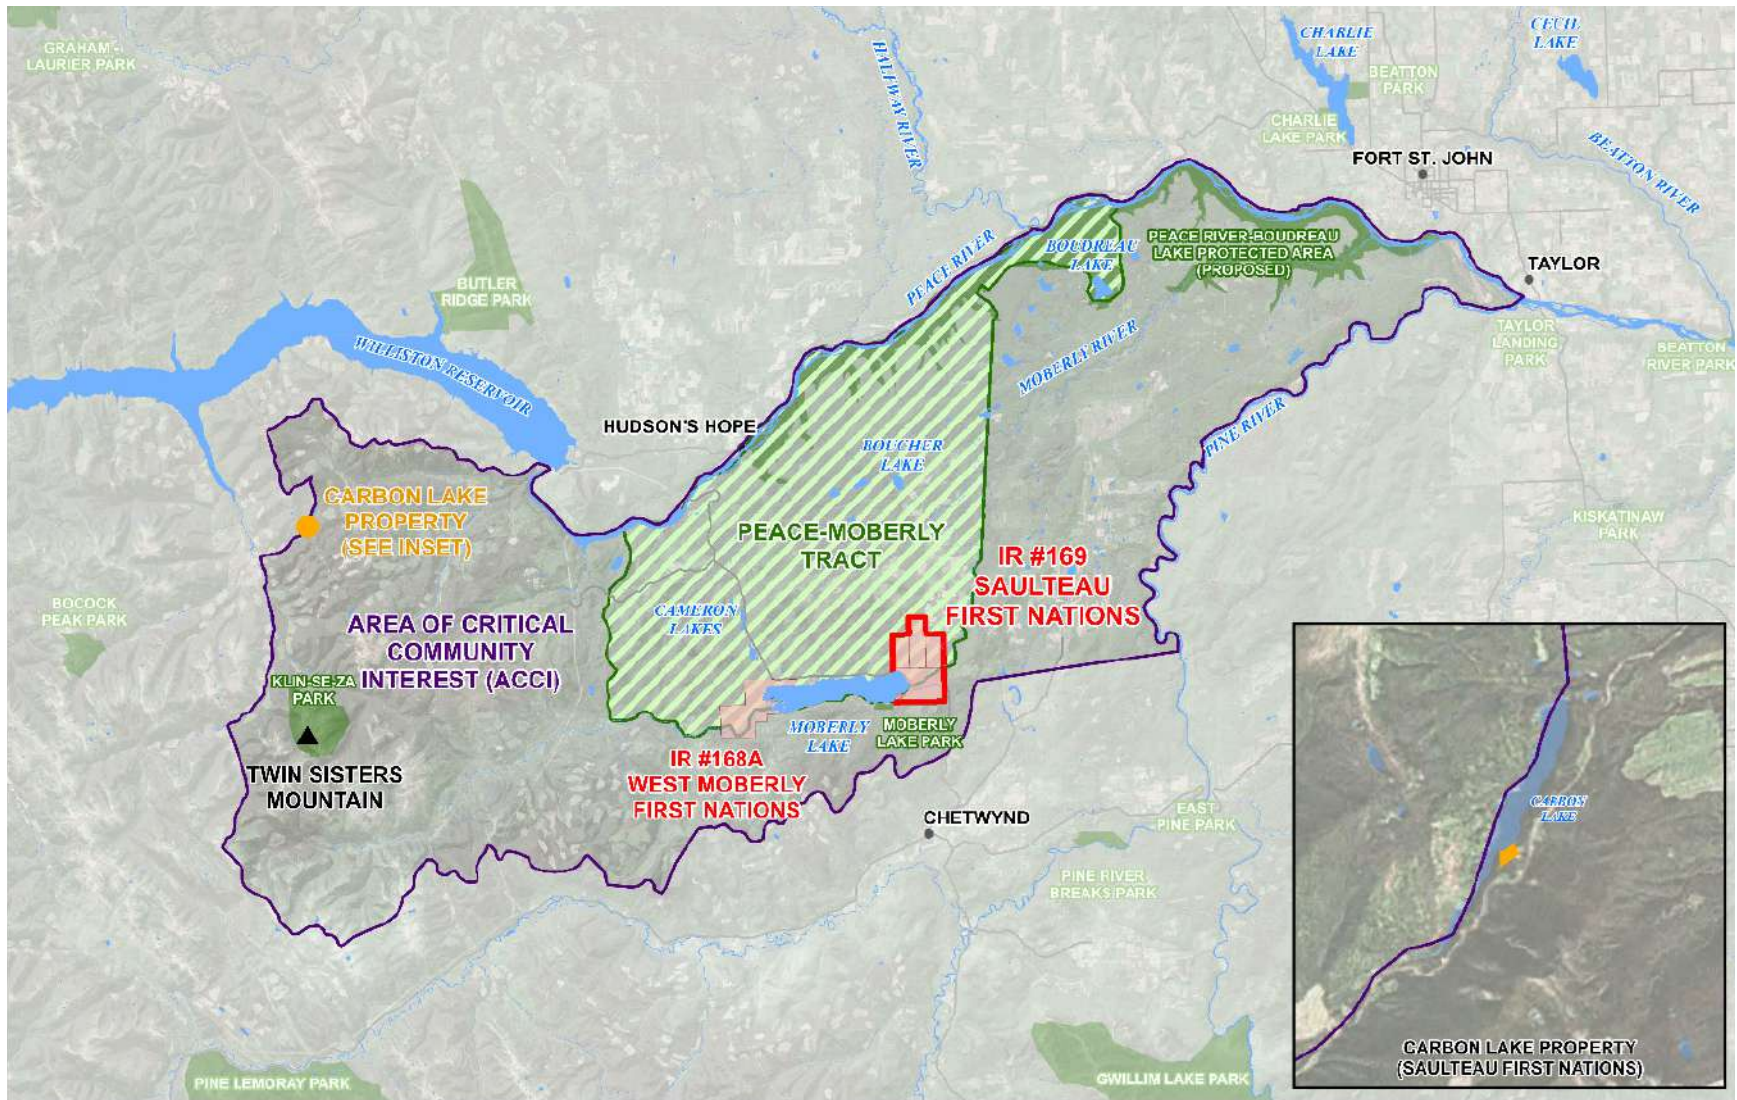 GRAHAM -
LAURIER PARK
HALFWAY RIVER
CHARLIE
LAKE
CECIL
LAKE
BEATTON
PARK
CHARLIE
LAKE PARK
BEATTON RIVER
FORT ST. JOHN
BUTLER
RIDGE PARK
PEACE RIVER
BOUDREAU
LAKE
PEACE RIVER-BOUDREAU
LAKE PROTECTED AREA
(PROPOSED)
TAYLOR
WILLISTON RESERVOIR
MOBERLY RIVER
TAYLOR
LANDING
PARK
BEATTON
RIVER PARK
HUDSON'S HOPE
BOUCHER
LAKE
PINE RIVER
CARBON LAKE
PROPERTY
(SEE INSET)
PEACE-MOBERLY
TRACT
KISKATINAW
PARK
IR #169
SAULTEAU
FIRST NATIONS
BOCOCK
PEAK PARK
CAMERON
LAKES
AREA OF CRITICAL
COMMUNITY
INTEREST (ACCI)
KLIN-SE-ZA
PARK
MOBERLY
LAKE
MOBERLY
LAKE PARK
TWIN SISTERS
MOUNTAIN
IR #168A
WEST MOBERLY
FIRST NATIONS
CHETWYND
EAST
PINE PARK
PINE RIVER
BREAKS PARK
CARBON
LAKE
CARBON LAKE PROPERTY
(SAULTEAU FIRST NATIONS)
PINE LEMORAY PARK
GWILLIM LAKE PARK